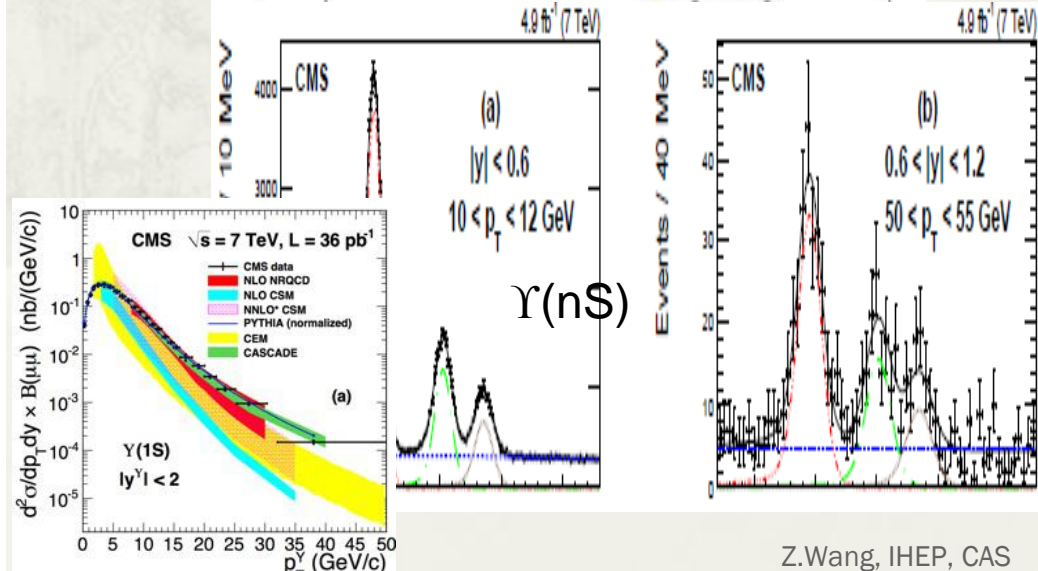 4.9 fb⁻¹ (7 TeV)
CMS
(a)
|y| < 0.6
10 < p_T < 12 GeV
/ 10 MeV
4000
3000
4.9 fb⁻¹ (7 TeV)
CMS
(b)
0.6 < |y| < 1.2
50 < p_T < 55 GeV
Events / 40 MeV
50
40
30
20
10
0
ϒ(nS)
CMS √s = 7 TeV, L = 36 pb⁻¹
CMS data
NLO NRQCD
NLO CSM
NNLO* CSM
PYTHIA (normalized)
CEM
CASCADE
(a)
ϒ(1S)
|y^ϒ| < 2
d²σ/dp_T dy × B(μμ) (nb/(GeV/c))
10
1
10⁻¹
10⁻²
10⁻³
10⁻⁴
10⁻⁵
0 5 10 15 20 25 30 35 40 45 50
p_T^ϒ (GeV/c)
Z.Wang, IHEP, CAS